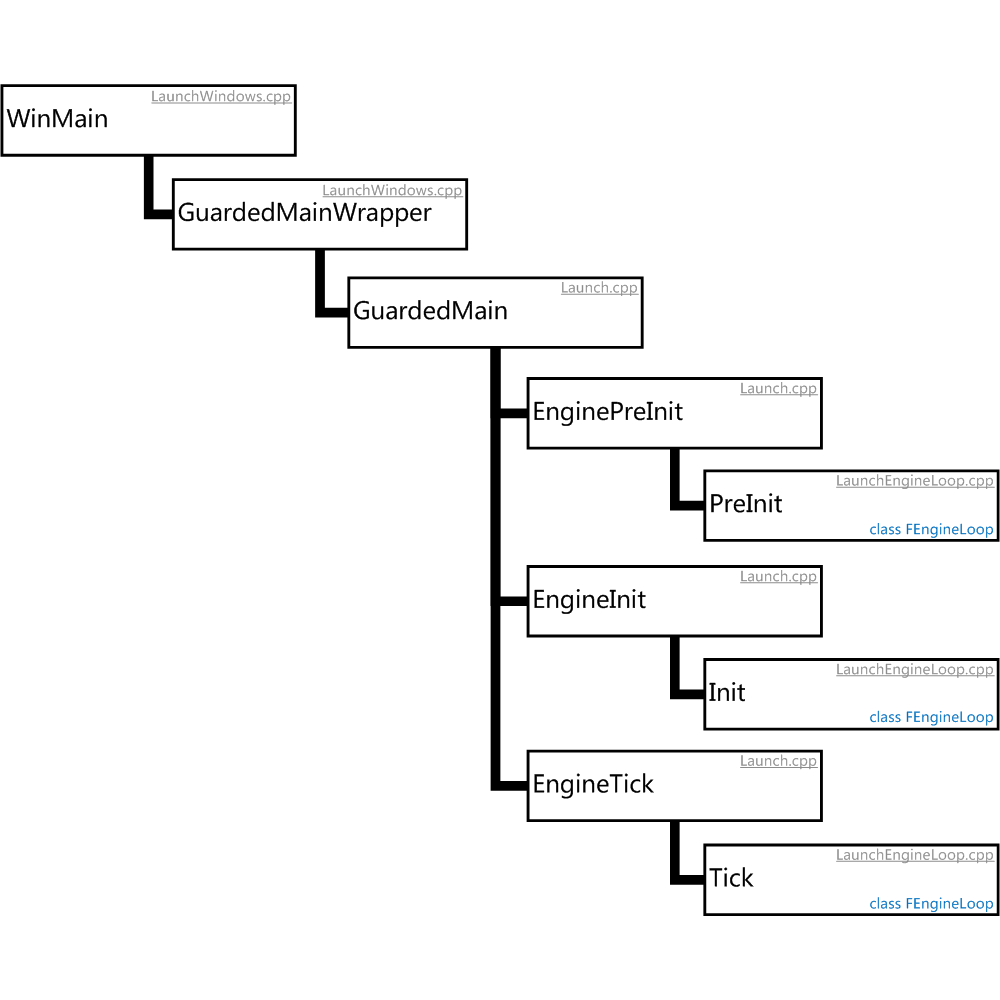 LaunchWindows.cpp
WinMain
LaunchWindows.cpp
GuardedMainWrapper
Launch.cpp
GuardedMain
Launch.cpp
EnginePreInit
LaunchEngineLoop.cpp
PreInit
class FEngineLoop
Launch.cpp
EngineInit
LaunchEngineLoop.cpp
Init
class FEngineLoop
Launch.cpp
EngineTick
LaunchEngineLoop.cpp
Tick
class FEngineLoop